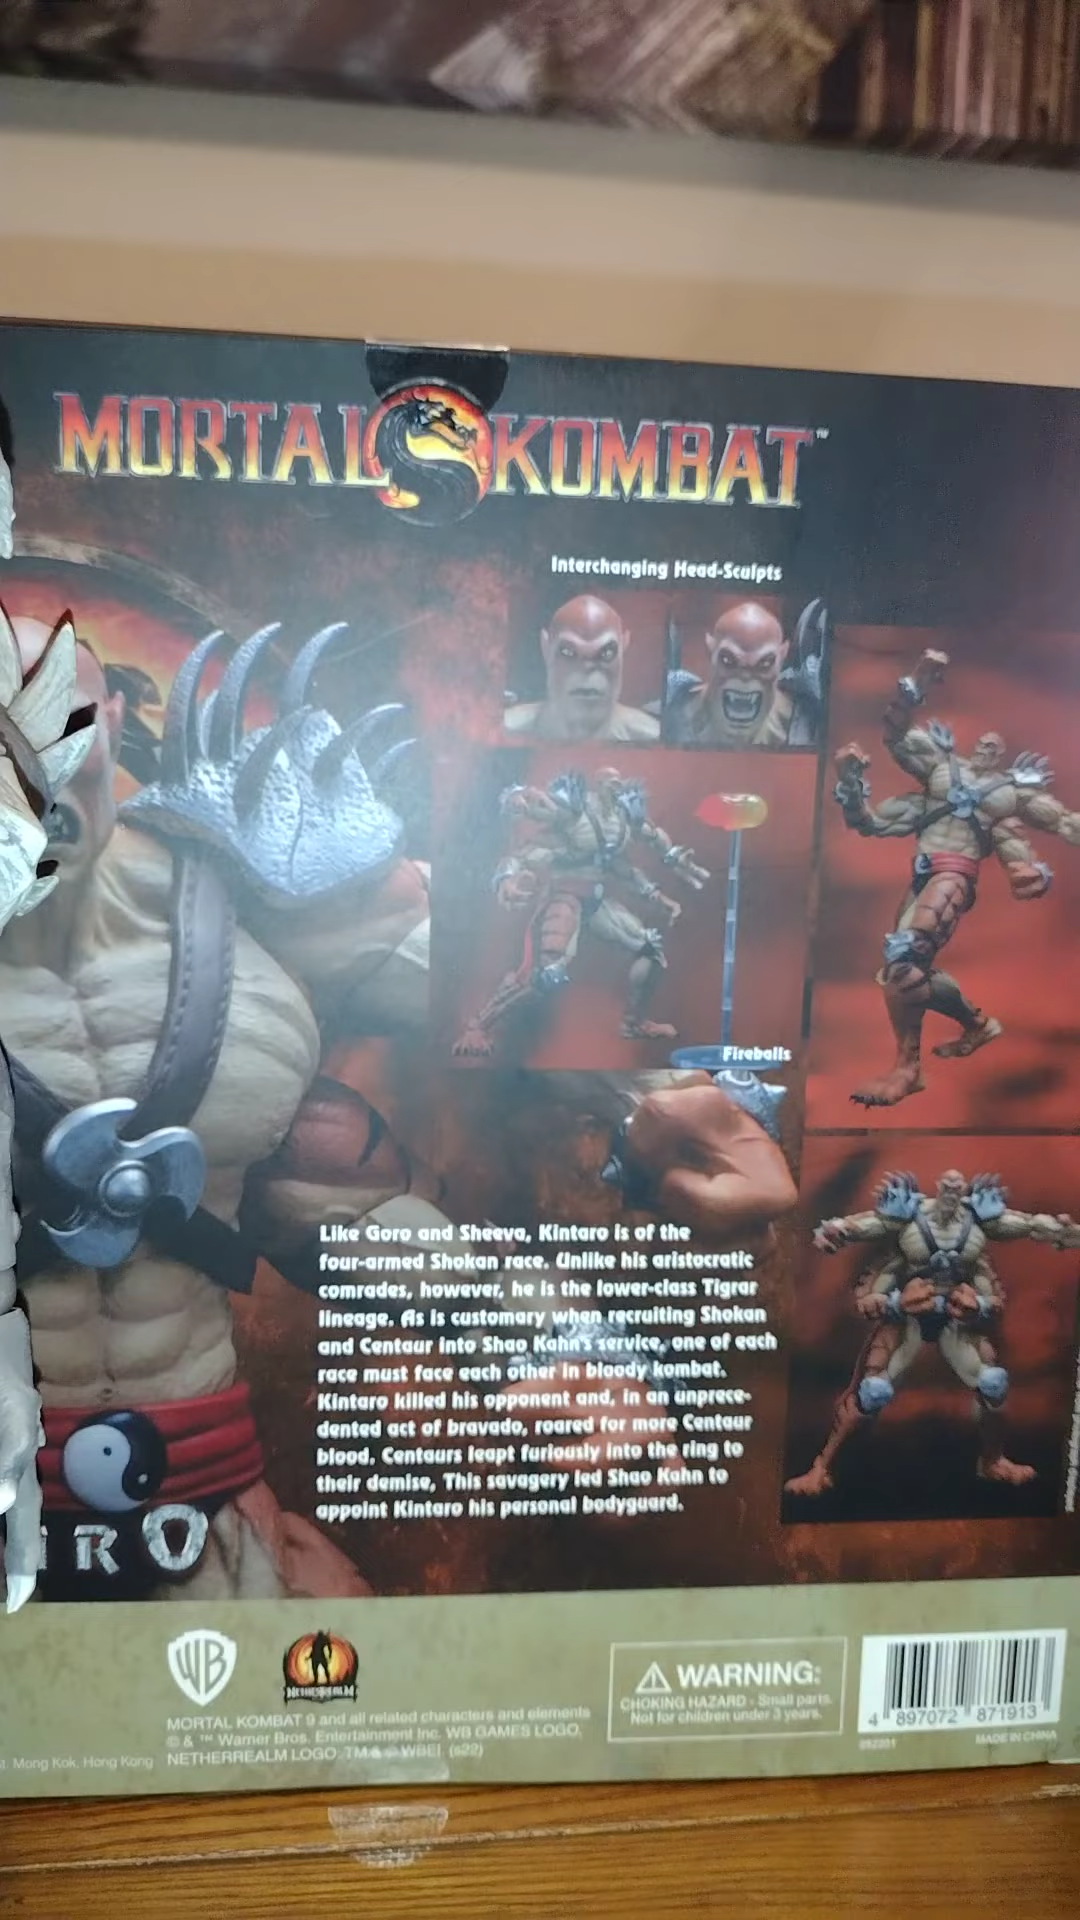 MORTAL KOMBAT™
Interchanging Head-Sculpts
Fireballs
Like Goro and Sheeva, Kintaro is of the
four-armed Shokan race. Unlike his aristocratic
comrades, however, he is the lower-class Tigrar
lineage. As is customary when recruiting Shokan
and Centaur into Shao Kahn's service, one of each
race must face each other in bloody kombat.
Kintaro killed his opponent and, in an unprece-
dented act of bravado, roared for more Centaur
blood. Centaurs leapt furiously into the ring to
their demise, This savagery led Shao Kahn to
appoint Kintaro his personal bodyguard.
RO
WB
NETHERREALM
MORTAL KOMBAT 9 and all related characters and elements
© & ™ Warner Bros. Entertainment Inc. WB GAMES LOGO,
NETHERREALM LOGO ™ & © WBEI. (s22)
Mong Kok, Hong Kong
⚠ WARNING:
CHOKING HAZARD - Small parts.
Not for children under 3 years.
4 897072 871913
MADE IN CHINA